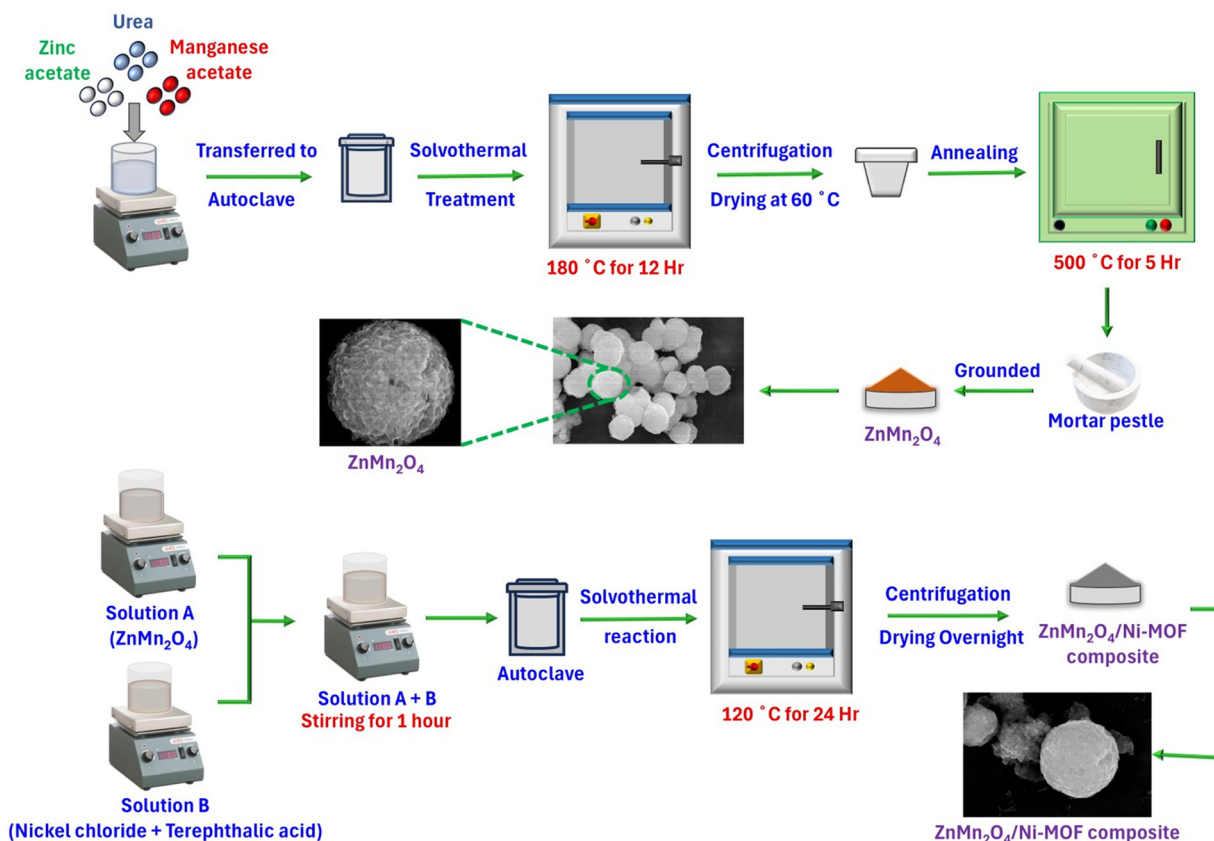 Urea
Zinc
acetate
Manganese
acetate
Transferred to
Autoclave
Solvothermal
Treatment
180 °C for 12 Hr
Centrifugation
Drying at 60 °C
Annealing
500 °C for 5 Hr
Mortar pestle
Grounded
ZnMn₂O₄
ZnMn₂O₄
Solution A
(ZnMn₂O₄)
Solution B
(Nickel chloride + Terephthalic acid)
Solution A + B
Stirring for 1 hour
Autoclave
Solvothermal
reaction
120 °C for 24 Hr
Centrifugation
Drying Overnight
ZnMn₂O₄/Ni-MOF
composite
ZnMn₂O₄/Ni-MOF composite